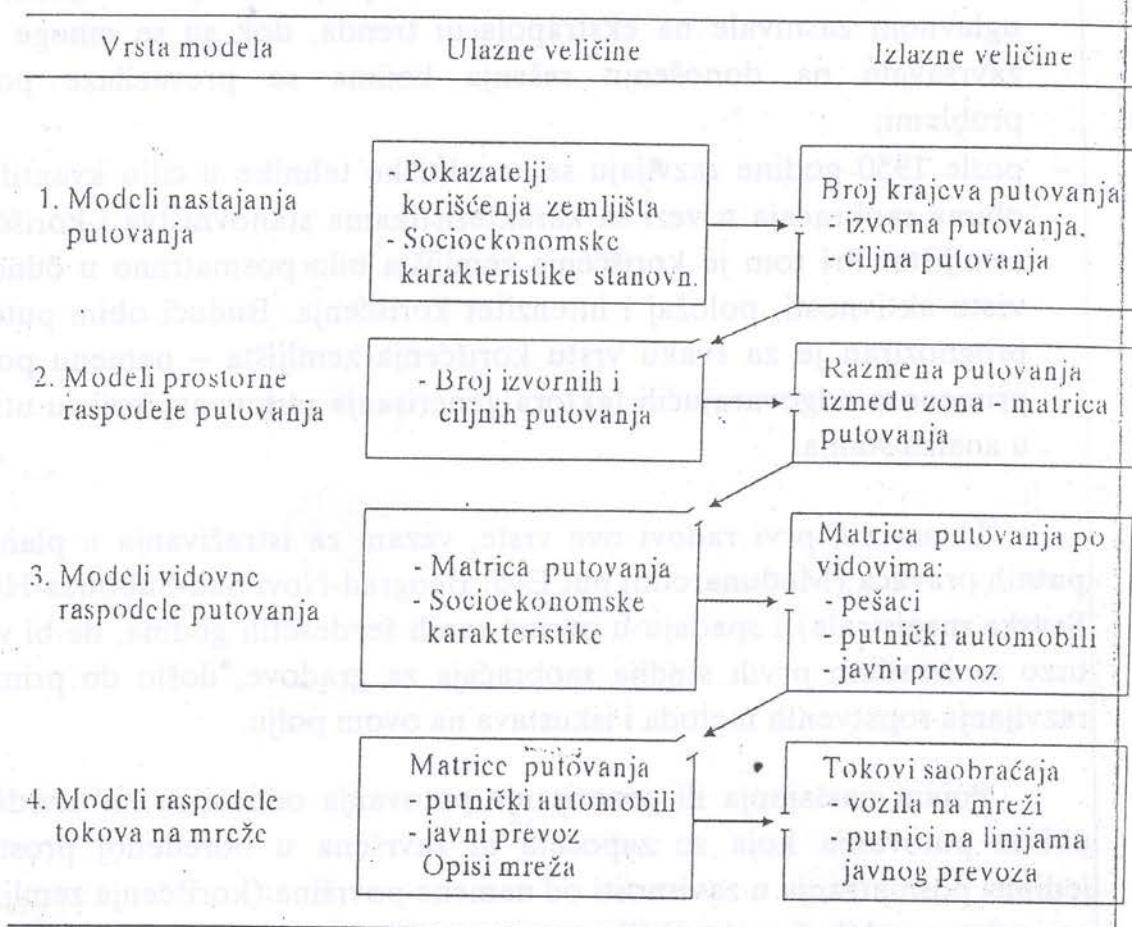 Vrsta modela
Ulazne veličine
Izlazne veličine
1. Modeli nastajanja
putovanja
- Pokazatelji
korišćenja zemljišta
- Socioekonomske
karakteristike stanovn.
Broj krajeva putovanja
- izvorna putovanja.
- ciljna putovanja
2. Modeli prostorne
raspodele putovanja
- Broj izvornih i
ciljnih putovanja
Razmena putovanja
između zona - matrica
putovanja
3. Modeli vidovne
raspodele putovanja
- Matrica putovanja
- Socioekonomske
karakteristike
Matrice putovanja po
vidovima:
- pešaci
- putnički automobili
- javni prevoz
4. Modeli raspodele
tokova na mreže
Matrice putovanja
- putnički automobili
- javni prevoz
Opisi mreža
Tokovi saobraćaja
- vozila na mreži
- putnici na linijama
javnog prevoza